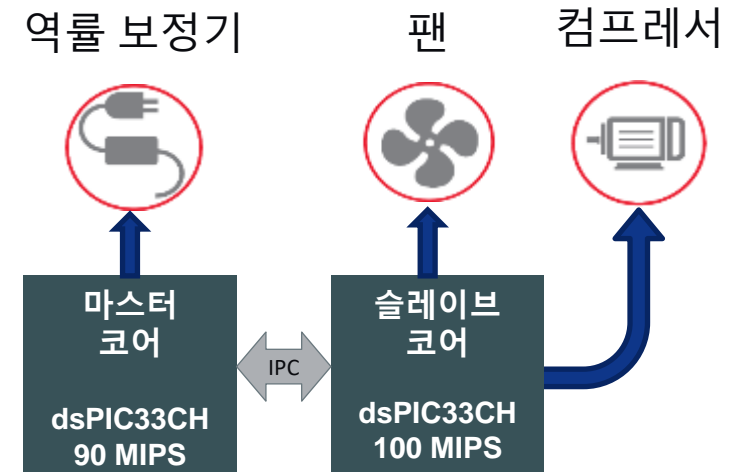 역률 보정기
팬
컴프레서
마스터
코어
dsPIC33CH
90 MIPS
IPC
슬레이브
코어
dsPIC33CH
100 MIPS